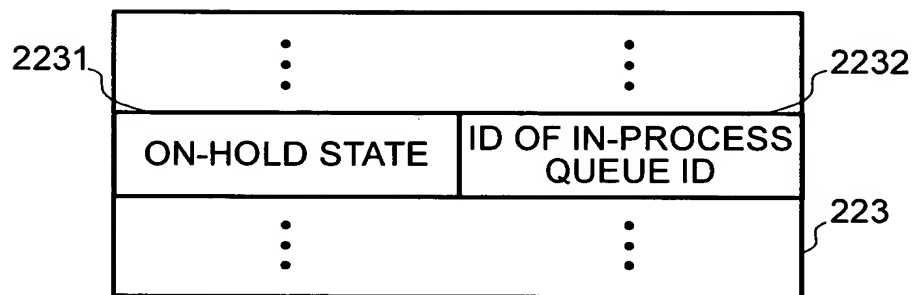 2231
2232
ON-HOLD STATE
ID OF IN-PROCESS
QUEUE ID
223